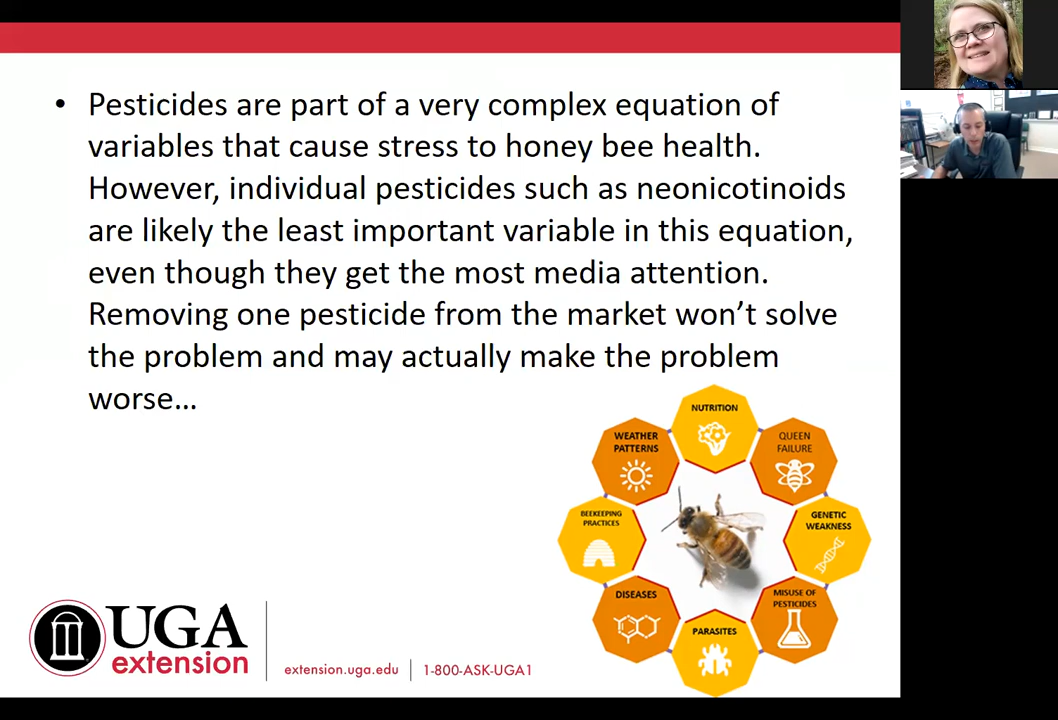 • Pesticides are part of a very complex equation of
variables that cause stress to honey bee health.
However, individual pesticides such as neonicotinoids
are likely the least important variable in this equation,
even though they get the most media attention.
Removing one pesticide from the market won’t solve
the problem and may actually make the problem
worse…
NUTRITION
WEATHER
PATTERNS
QUEEN
FAILURE
BEEKEEPING
PRACTICES
GENETIC
WEAKNESS
DISEASES
MISUSE OF
PESTICIDES
PARASITES
UGA
extension
extension.uga.edu | 1-800-ASK-UGA1